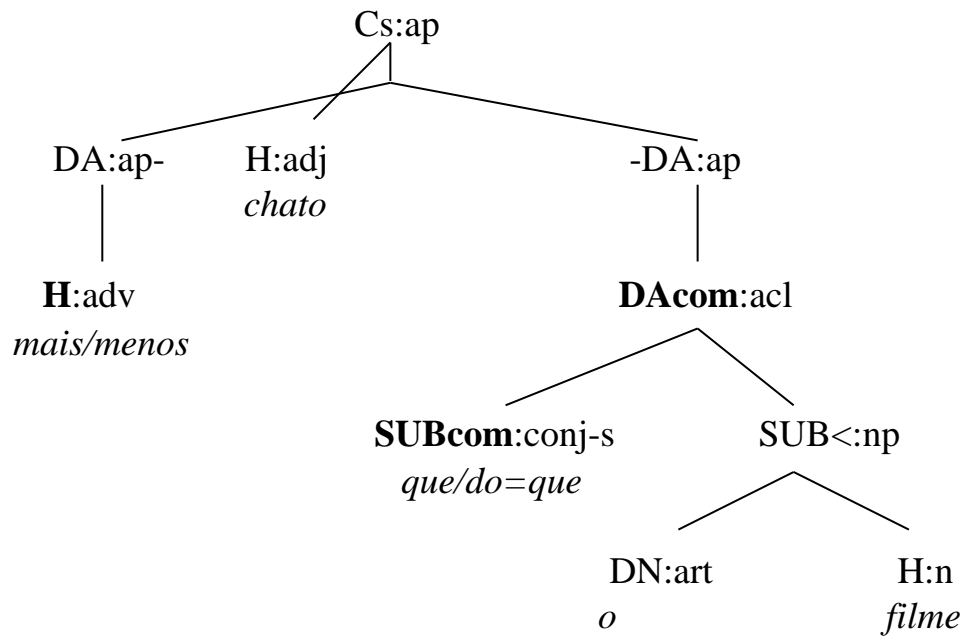 Cs:ap
DA:ap- H:adj -DA:ap
chato
H:adv DAcom:acl
mais/menos
SUBcom:conj-s SUB<:np
que/do=que
DN:art H:n
o filme